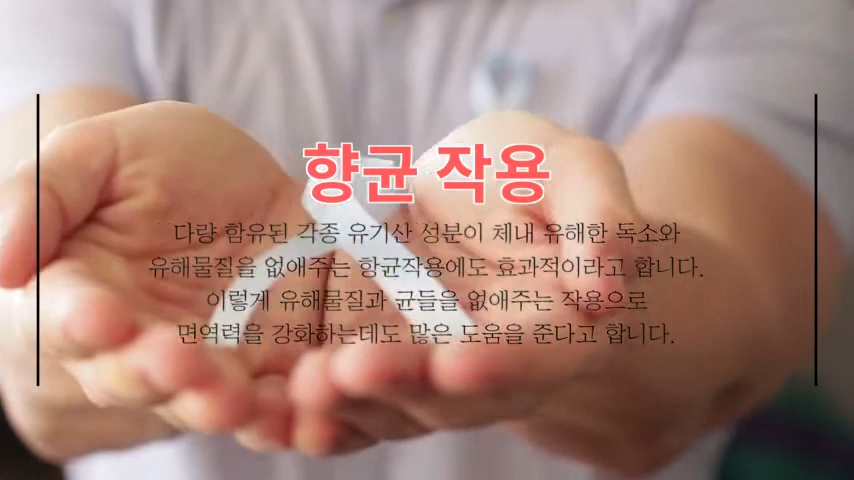 향균 작용
다량 함유된 각종 유기산 성분이 체내 유해한 독소와
유해물질을 없애주는 항균작용에도 효과적이라고 합니다.
이렇게 유해물질과 균들을 없애주는 작용으로
면역력을 강화하는데도 많은 도움을 준다고 합니다.